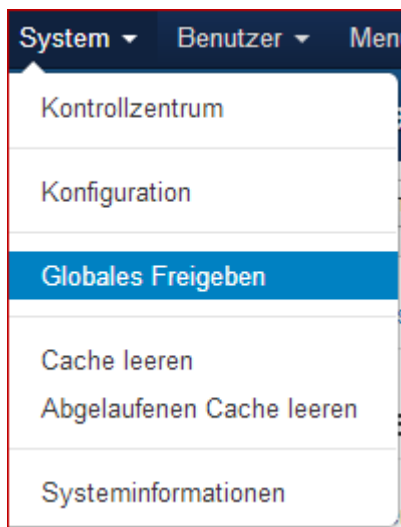 System Benutzer
Kontrollzentrum
Konfiguration
Globales Freigeben
Cache leeren
Abgelaufenen Cache leeren
Systeminformationen